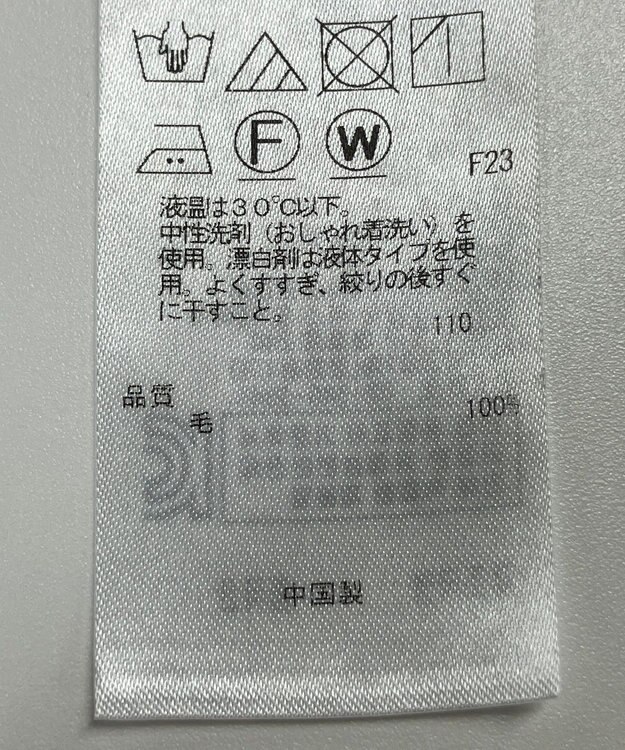 F W F23
液温は３０℃以下。
中性洗剤（おしゃれ着洗い）を
使用。漂白剤は液体タイプを使
用。よくすすぎ、絞りの後すぐ
に干すこと。
110
品質
毛 100%
中国製